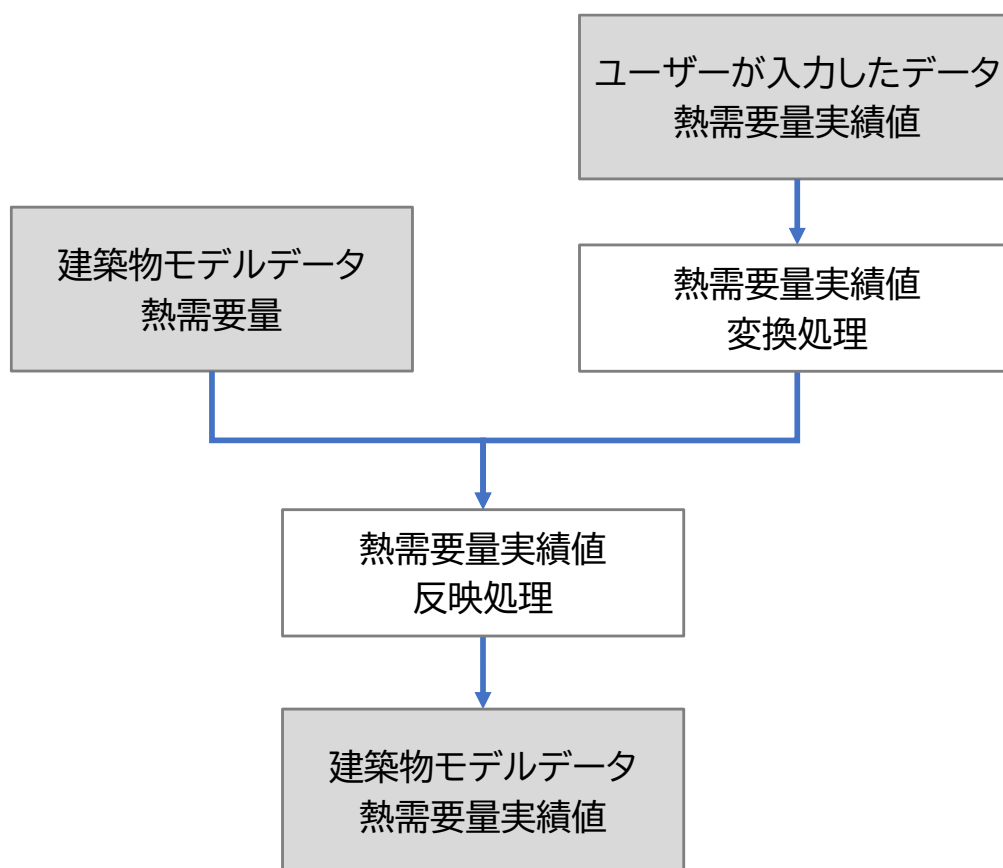 ユーザーが入力したデータ
熱需要量実績値
建築物モデルデータ
熱需要量
熱需要量実績値
変換処理
熱需要量実績値
反映処理
建築物モデルデータ
熱需要量実績値